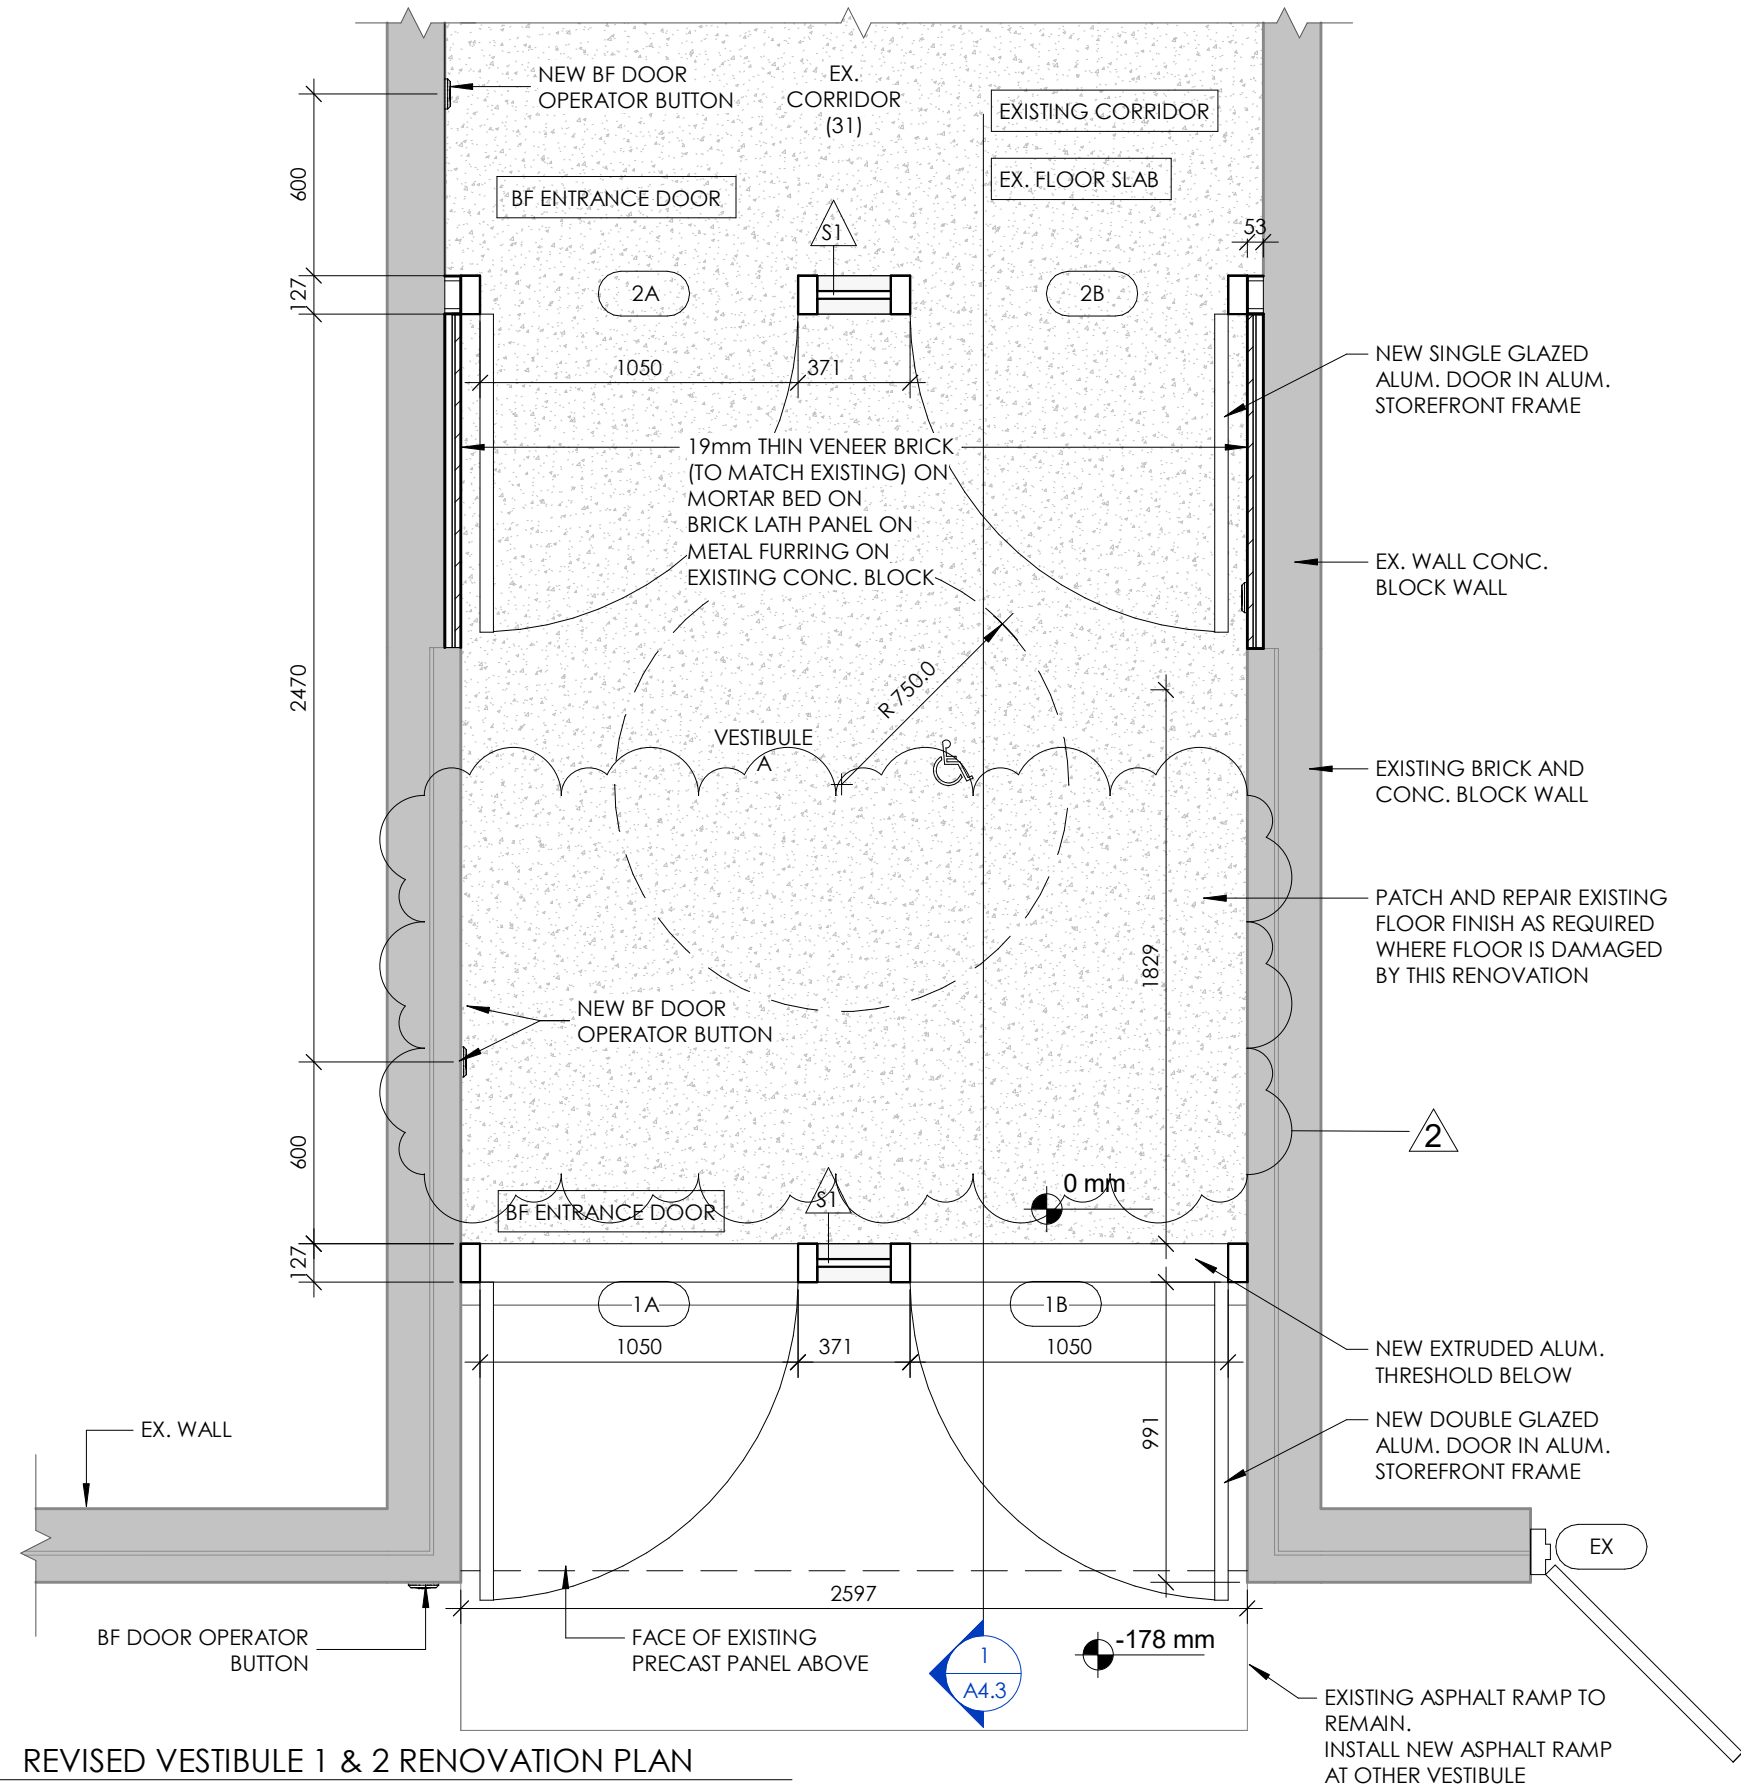 NEW BF DOOR
OPERATOR BUTTON
EX.
CORRIDOR
(31)
EXISTING CORRIDOR
EX. FLOOR SLAB
BF ENTRANCE DOOR
600
S1
53
127
2A
2B
1050
371
NEW SINGLE GLAZED
ALUM. DOOR IN ALUM.
STOREFRONT FRAME
19mm THIN VENEER BRICK
(TO MATCH EXISTING) ON
MORTAR BED ON
BRICK LATH PANEL ON
METAL FURRING ON
EXISTING CONC. BLOCK
EX. WALL CONC.
BLOCK WALL
2470
R 750.0
VESTIBULE
A
EXISTING BRICK AND
CONC. BLOCK WALL
PATCH AND REPAIR EXISTING
FLOOR FINISH AS REQUIRED
WHERE FLOOR IS DAMAGED
BY THIS RENOVATION
1829
NEW BF DOOR
OPERATOR BUTTON
600
2
0 mm
BF ENTRANCE DOOR
S1
127
1A
1B
1050
371
1050
NEW EXTRUDED ALUM.
THRESHOLD BELOW
991
NEW DOUBLE GLAZED
ALUM. DOOR IN ALUM.
STOREFRONT FRAME
EX. WALL
EX
2597
BF DOOR OPERATOR
BUTTON
FACE OF EXISTING
PRECAST PANEL ABOVE
1
A4.3
-178 mm
EXISTING ASPHALT RAMP TO
REMAIN.
INSTALL NEW ASPHALT RAMP
AT OTHER VESTIBULE
REVISED VESTIBULE 1 & 2 RENOVATION PLAN